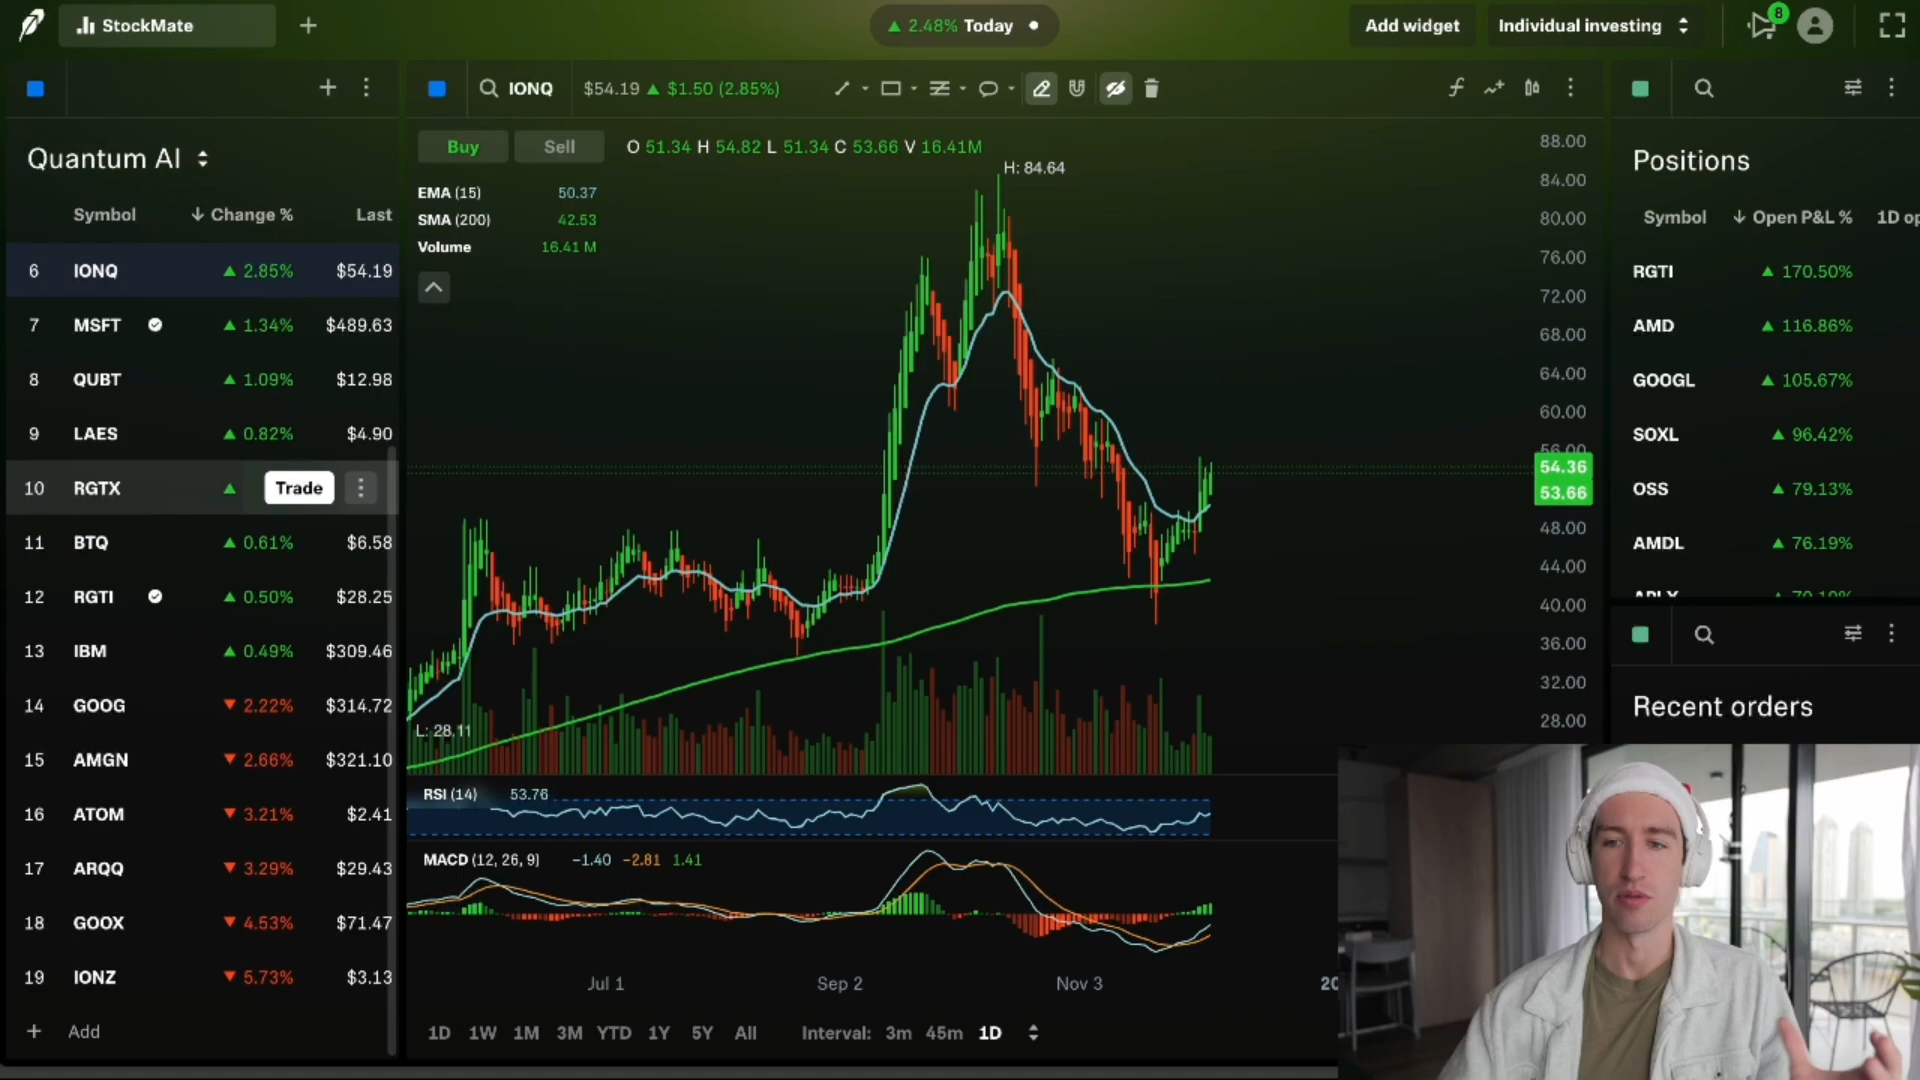 StockMate
2.48% Today
Add widget
Individual investing
8
IONQ
$54.19 $1.50 (2.85%)
Quantum AI
Symbol Change % Last
6 IONQ 2.85% $54.19
7 MSFT 1.34% $489.63
8 QUBT 1.09% $12.98
9 LAES 0.82% $4.90
10 RGTX Trade
11 BTQ 0.61% $6.58
12 RGTI 0.50% $28.25
13 IBM 0.49% $309.46
14 GOOG 2.22% $314.72
15 AMGN 2.66% $321.10
16 ATOM 3.21% $2.41
17 ARQQ 3.29% $29.43
18 GOOX 4.53% $71.47
19 IONZ 5.73% $3.13
Add
Buy Sell O 51.34 H 54.82 L 51.34 C 53.66 V 16.41M
EMA (15) 50.37
SMA (200) 42.53
Volume 16.41 M
H: 84.64
L: 28.11
88.00
84.00
80.00
76.00
72.00
68.00
64.00
60.00
56.00
54.36
53.66
48.00
44.00
40.00
36.00
32.00
28.00
RSI (14) 53.76
MACD (12, 26, 9) −1.40 −2.81 1.41
Jul 1 Sep 2 Nov 3 20
1D 1W 1M 3M YTD 1Y 5Y All Interval: 3m 45m 1D
Positions
Symbol Open P&L % 1D op
RGTI 170.50%
AMD 116.86%
GOOGL 105.67%
SOXL 96.42%
OSS 79.13%
AMDL 76.19%
Recent orders